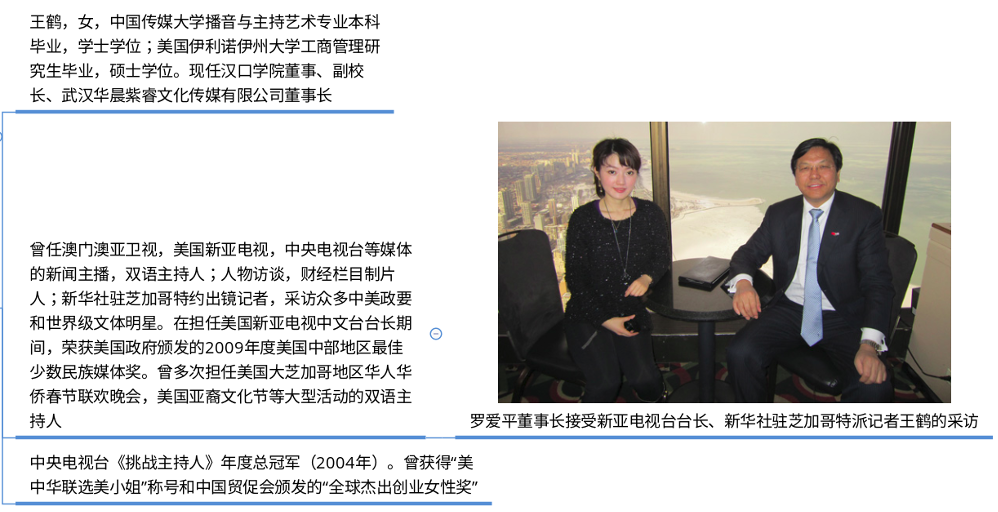 王鹤，女，中国传媒大学播音与主持艺术专业本科
毕业，学士学位；美国伊利诺伊州大学工商管理研
究生毕业，硕士学位。现任汉口学院董事、副校
长、武汉华晨紫睿文化传媒有限公司董事长
曾任澳门澳亚卫视，美国新亚电视，中央电视台等媒体
的新闻主播，双语主持人；人物访谈，财经栏目制片
人；新华社驻芝加哥特约出镜记者，采访众多中美政要
和世界级文体明星。在担任美国新亚电视中文台台长期
间，荣获美国政府颁发的2009年度美国中部地区最佳
少数民族媒体奖。曾多次担任美国大芝加哥地区华人华
侨春节联欢晚会，美国亚裔文化节等大型活动的双语主
持人
罗爱平董事长接受新亚电视台台长、新华社驻芝加哥特派记者王鹤的采访
中央电视台《挑战主持人》年度总冠军（2004年）。曾获得“美
中华联选美小姐”称号和中国贸促会颁发的“全球杰出创业女性奖”